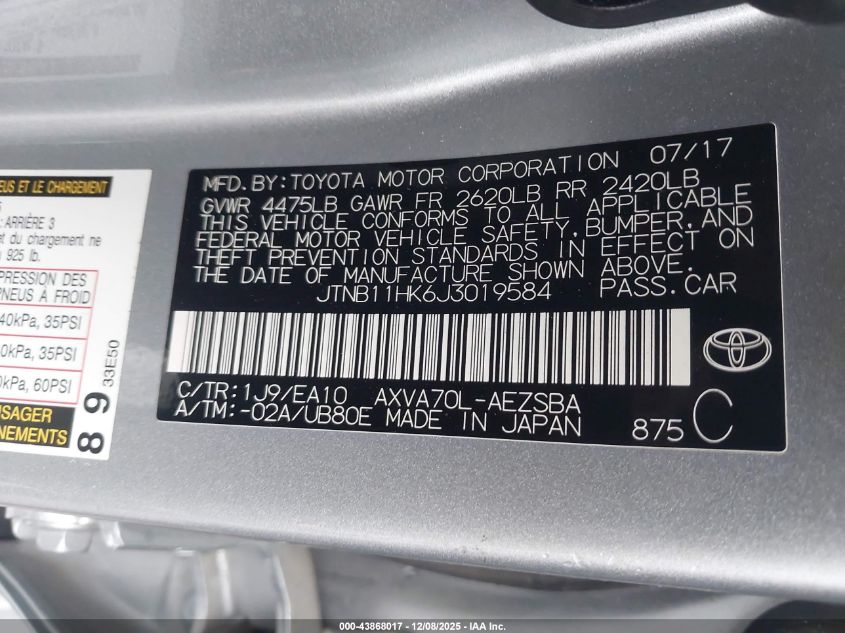 MFD.BY:TOYOTA MOTOR CORPORATION 07/17
GVWR 4475LB GAWR FR 2620LB RR 2420LB
THIS VEHICLE CONFORMS TO ALL APPLICABLE
FEDERAL MOTOR VEHICLE SAFETY,BUMPER,AND
THEFT PREVENTION STANDARDS IN EFFECT ON
THE DATE OF MANUFACTURE SHOWN ABOVE.
JTNB11HK6J3019584 PASS.CAR
C/TR:1J9/EA10 AXVA70L-AEZSBA
A/TM:-02A/UB80E MADE IN JAPAN 875 C
EUS ET LE CHARGEMENT
: ARRIÈRE 3
et du chargement ne
925 lb.
PRESSION DES
PNEUS À FROID
40kPa, 35PSI
0kPa, 35PSI
0kPa, 60PSI
USAGER
NEMENTS
89
33E50
000-43868017 - 12/08/2025 - IAA Inc.